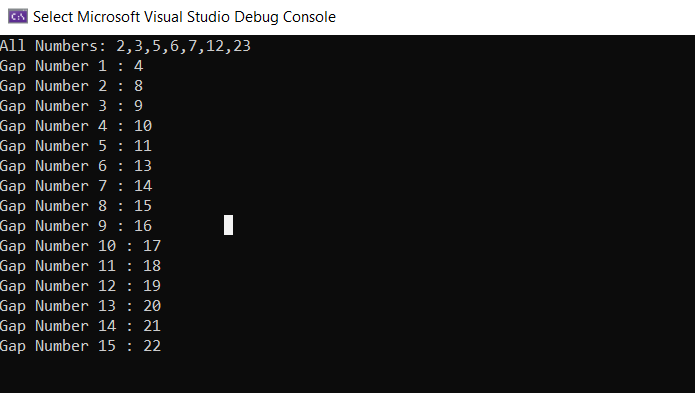 Select Microsoft Visual Studio Debug Console
All Numbers: 2,3,5,6,7,12,23
Gap Number 1 : 4
Gap Number 2 : 8
Gap Number 3 : 9
Gap Number 4 : 10
Gap Number 5 : 11
Gap Number 6 : 13
Gap Number 7 : 14
Gap Number 8 : 15
Gap Number 9 : 16
Gap Number 10 : 17
Gap Number 11 : 18
Gap Number 12 : 19
Gap Number 13 : 20
Gap Number 14 : 21
Gap Number 15 : 22